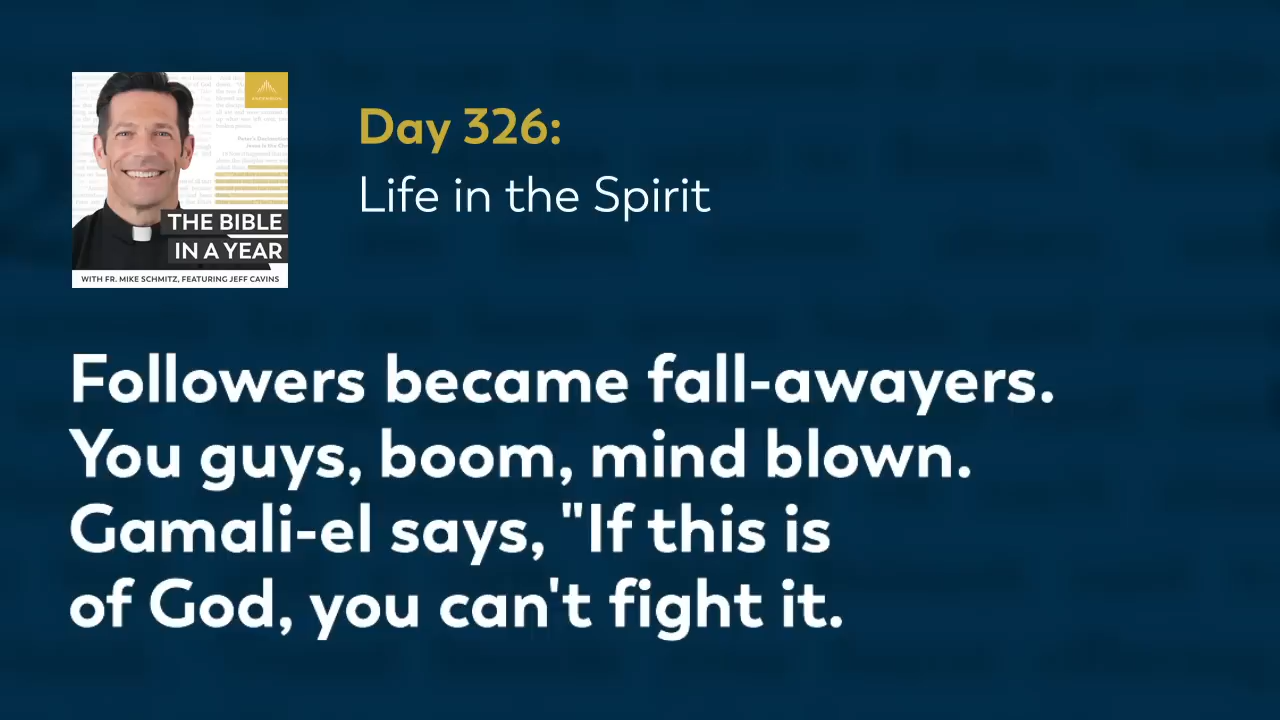 Day 326:
Life in the Spirit
THE BIBLE
IN A YEAR
WITH FR. MIKE SCHMITZ, FEATURING JEFF CAVINS
Followers became fall-awayers.
You guys, boom, mind blown.
Gamali-el says, "If this is
of God, you can't fight it.